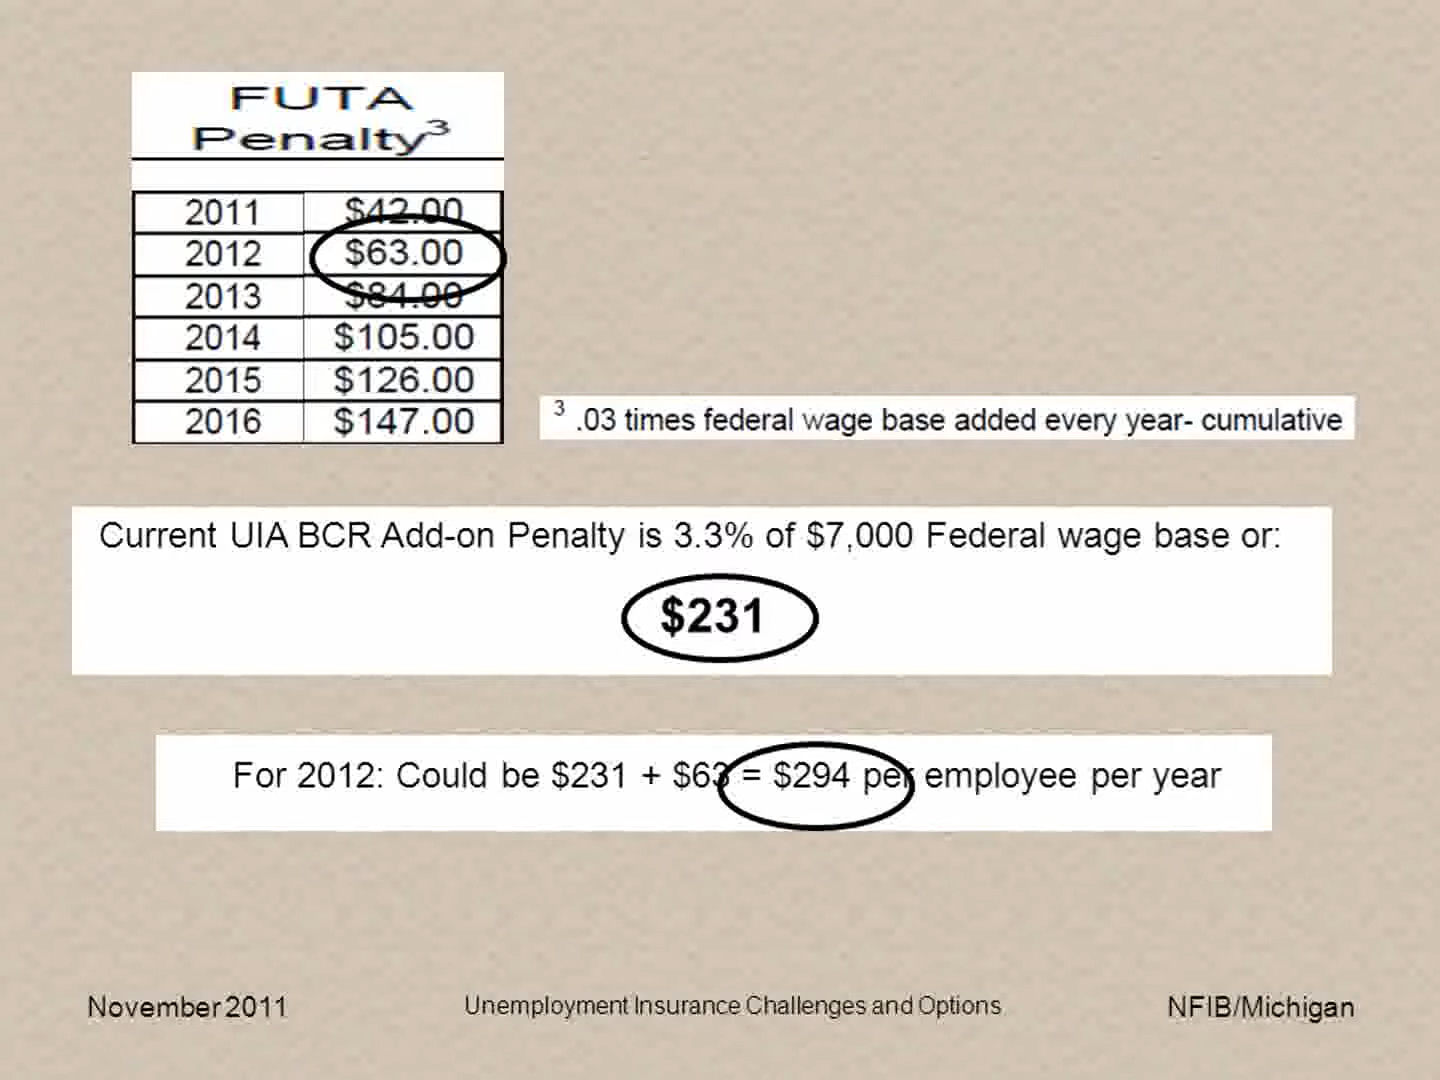 FUTA
Penalty³
2011 $42.00
2012 $63.00
2013 $84.00
2014 $105.00
2015 $126.00
2016 $147.00
³ .03 times federal wage base added every year- cumulative
Current UIA BCR Add-on Penalty is 3.3% of $7,000 Federal wage base or:
$231
For 2012: Could be $231 + $63 = $294 per employee per year
November 2011
Unemployment Insurance Challenges and Options
NFIB/Michigan